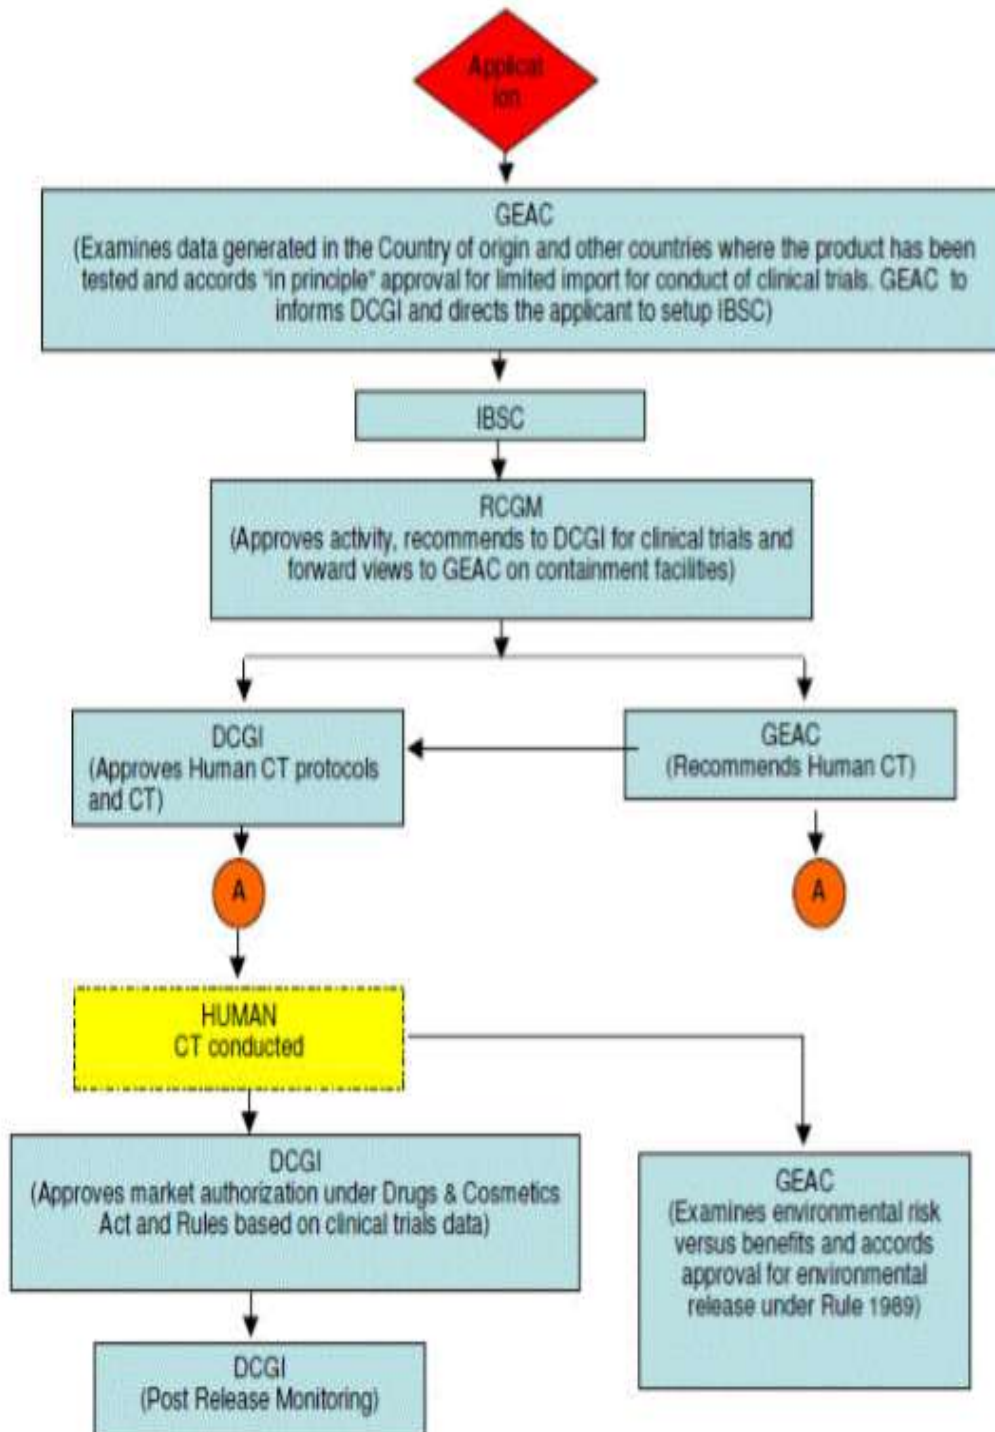 Applicat
ion
GEAC
(Examines data generated in the Country of origin and other countries where the product has been
tested and accords "in principle" approval for limited import for conduct of clinical trials. GEAC to
informs DCGI and directs the applicant to setup IBSC)
IBSC
RCGM
(Approves activity, recommends to DCGI for clinical trials and
forward views to GEAC on containment facilities)
DCGI
(Approves Human CT protocols
and CT)
GEAC
(Recommends Human CT)
A
A
HUMAN
CT conducted
DCGI
(Approves market authorization under Drugs & Cosmetics
Act and Rules based on clinical trials data)
GEAC
(Examines environmental risk
versus benefits and accords
approval for environmental
release under Rule 1989)
DCGI
(Post Release Monitoring)